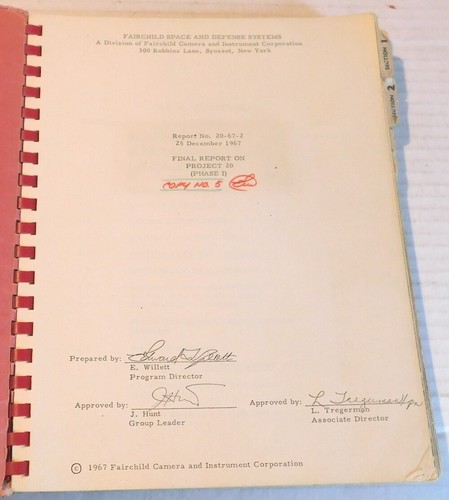 FAIRCHILD SPACE AND DEFENSE SYSTEMS
A Division of Fairchild Camera and Instrument Corporation
300 Robbins Lane, Syosset, New York
SECTION 1
SECTION 2
Report No. 20-67-2
26 December 1967
FINAL REPORT ON
PROJECT 20
(PHASE I)
COPY NO. 5
Prepared by:
E. Willett
Program Director
Approved by:
J. Hunt
Group Leader
Approved by: L Tregerman
L. Tregerman
Associate Director
© 1967 Fairchild Camera and Instrument Corporation